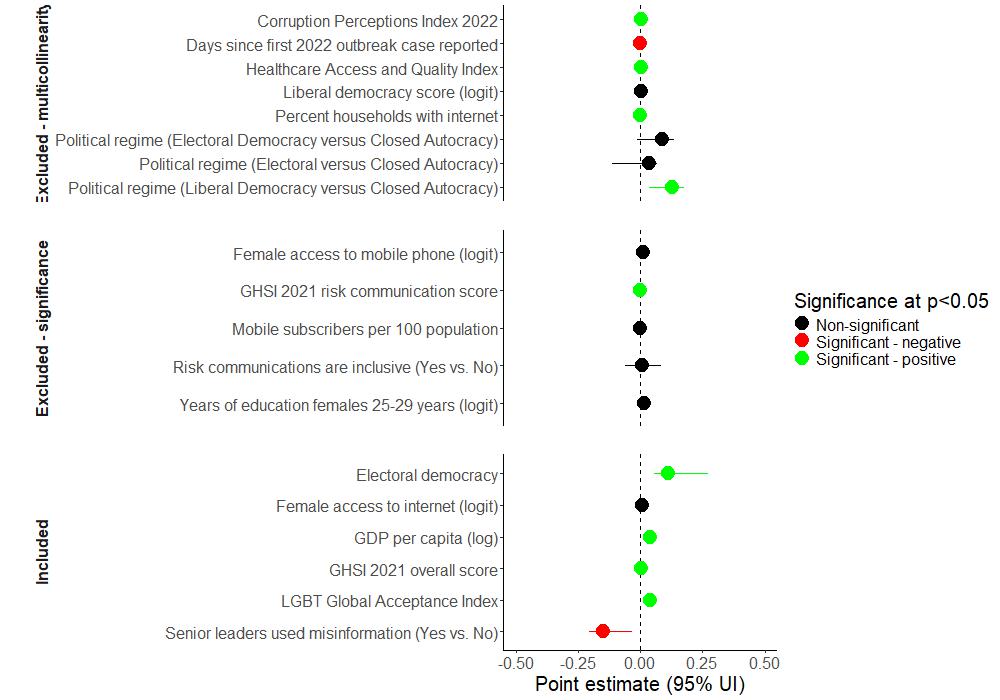 Excluded - multicollinearity
Corruption Perceptions Index 2022
Days since first 2022 outbreak case reported
Healthcare Access and Quality Index
Liberal democracy score (logit)
Percent households with internet
Political regime (Electoral Democracy versus Closed Autocracy)
Political regime (Electoral versus Closed Autocracy)
Political regime (Liberal Democracy versus Closed Autocracy)
Excluded - significance
Female access to mobile phone (logit)
GHSI 2021 risk communication score
Mobile subscribers per 100 population
Risk communications are inclusive (Yes vs. No)
Years of education females 25-29 years (logit)
Included
Electoral democracy
Female access to internet (logit)
GDP per capita (log)
GHSI 2021 overall score
LGBT Global Acceptance Index
Senior leaders used misinformation (Yes vs. No)
-0.50 -0.25 0.00 0.25 0.50
Point estimate (95% UI)
Significance at p<0.05
Non-significant
Significant - negative
Significant - positive